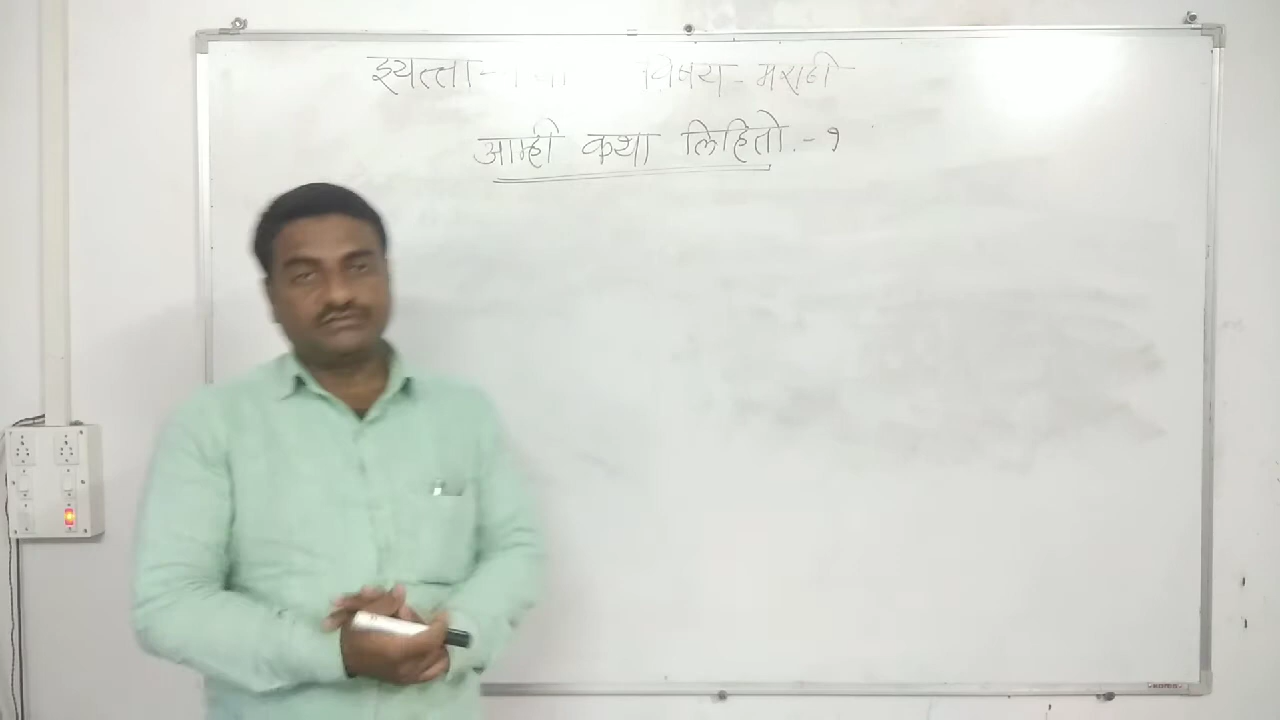 इयत्ता - विषय - मराठी
आम्ही कथा लिहितो. - १